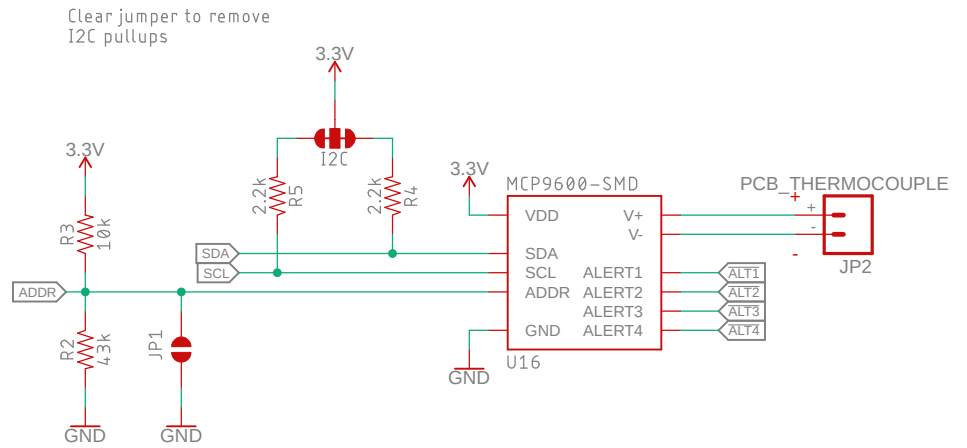 Clear jumper to remove
I2C pullups
3.3V
I2C
3.3V
2.2k
R5
2.2k
R4
3.3V
MCP9600-SMD
PCB_THERMOCOUPLE
+
+
-
-
JP2
VDD
V+
V-
SDA
SDA
SCL
SCL
ALERT1
ALT1
ADDR
ADDR
ALERT2
ALT2
ALERT3
ALT3
GND
ALERT4
ALT4
U16
GND
R3
10k
R2
43k
JP1
GND
GND